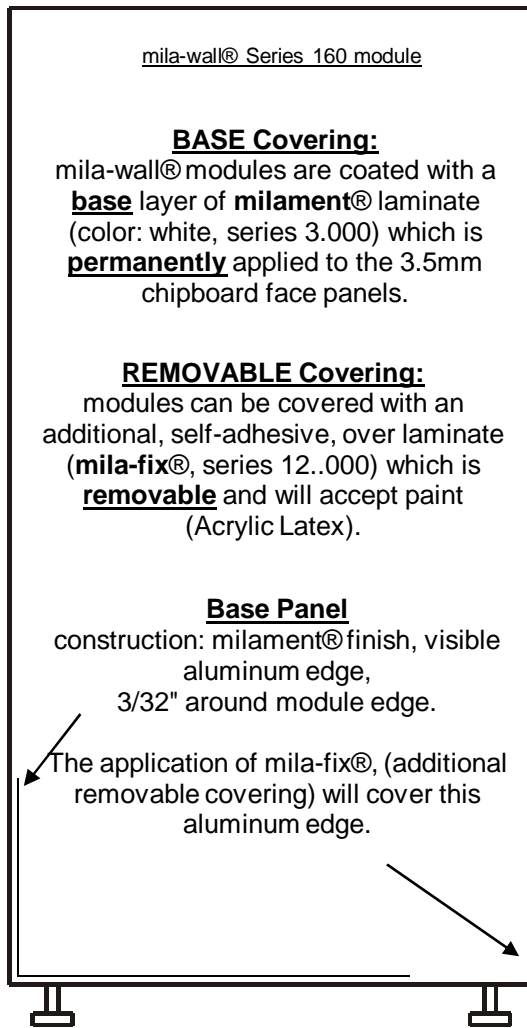 mila-wall® Series 160 module
BASE Covering:
mila-wall® modules are coated with a
base layer of milament® laminate
(color: white, series 3.000) which is
permanently applied to the 3.5mm
chipboard face panels.
REMOVABLE Covering:
modules can be covered with an
additional, self-adhesive, over laminate
(mila-fix®, series 12..000) which is
removable and will accept paint
(Acrylic Latex).
Base Panel
construction: milament® finish, visible
aluminum edge,
3/32" around module edge.
The application of mila-fix®, (additional
removable covering) will cover this
aluminum edge.